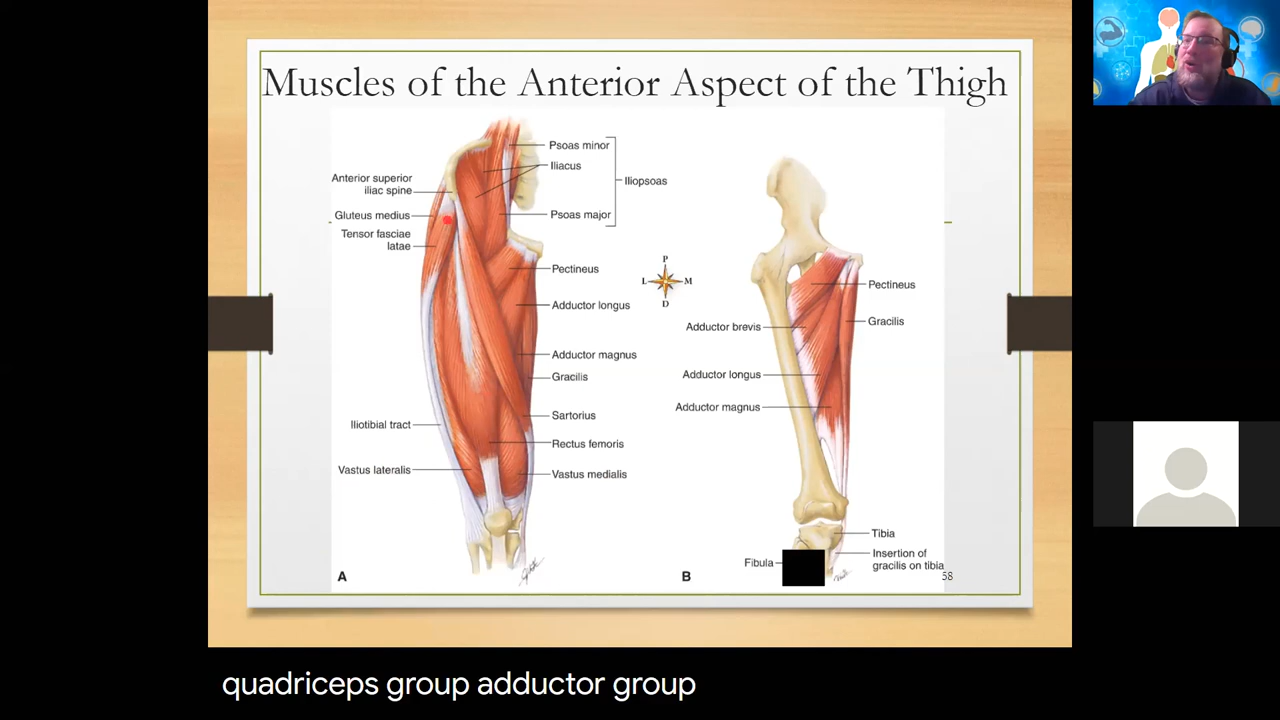 Muscles of the Anterior Aspect of the Thigh
Psoas minor
Iliacus
Iliopsoas
Psoas major
Anterior superior
iliac spine
Gluteus medius
Tensor fasciae
latae
Pectineus
Adductor longus
Adductor magnus
Gracilis
Sartorius
Rectus femoris
Vastus medialis
Iliotibial tract
Vastus lateralis
A
P
L
M
D
Pectineus
Gracilis
Adductor brevis
Adductor longus
Adductor magnus
Tibia
Fibula
Insertion of
gracilis on tibia
B
58
quadriceps group adductor group